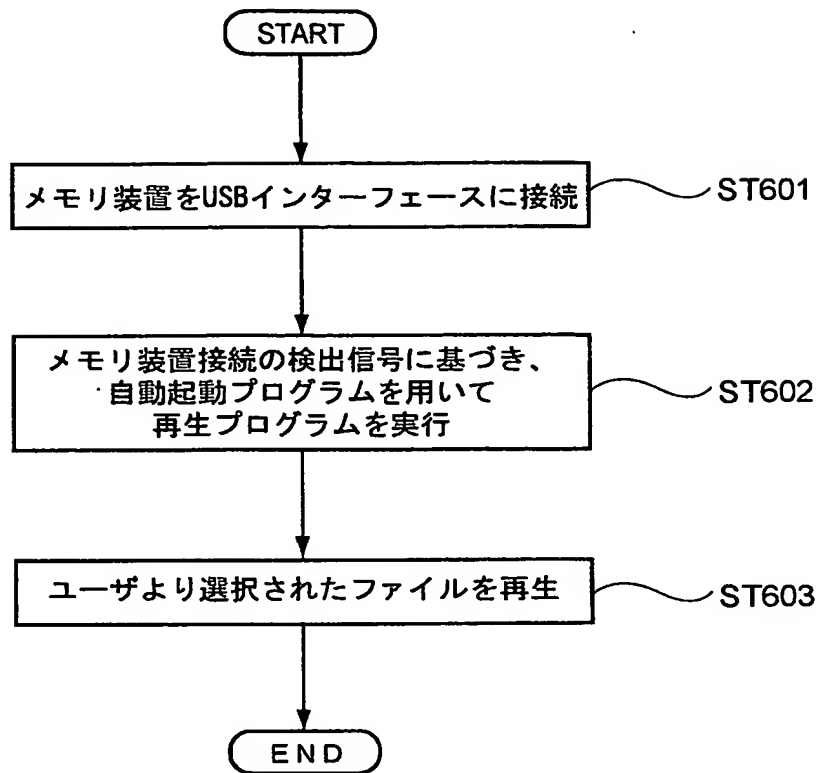 START
メモリ装置をUSBインターフェースに接続
ST601
メモリ装置接続の検出信号に基づき、
自動起動プログラムを用いて
再生プログラムを実行
ST602
ユーザより選択されたファイルを再生
ST603
END